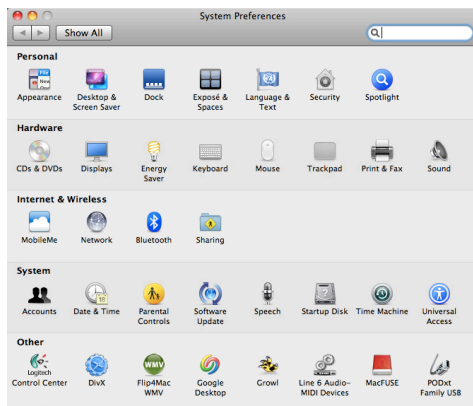 System Preferences
Show All
Personal
Appearance
Desktop & Screen Saver
Dock
Exposé & Spaces
Language & Text
Security
Spotlight
Hardware
CDs & DVDs
Displays
Energy Saver
Keyboard
Mouse
Trackpad
Print & Fax
Sound
Internet & Wireless
MobileMe
Network
Bluetooth
Sharing
System
Accounts
Date & Time
Parental Controls
Software Update
Speech
Startup Disk
Time Machine
Universal Access
Other
Logitech Control Center
DivX
Flip4Mac WMV
Google Desktop
Growl
Line 6 Audio-MIDI Devices
MacFUSE
PODxt Family USB